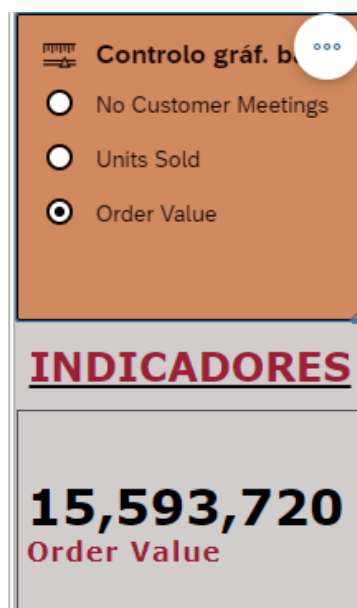 Controlo gráf. b
No Customer Meetings
Units Sold
Order Value
INDICADORES
15,593,720
Order Value